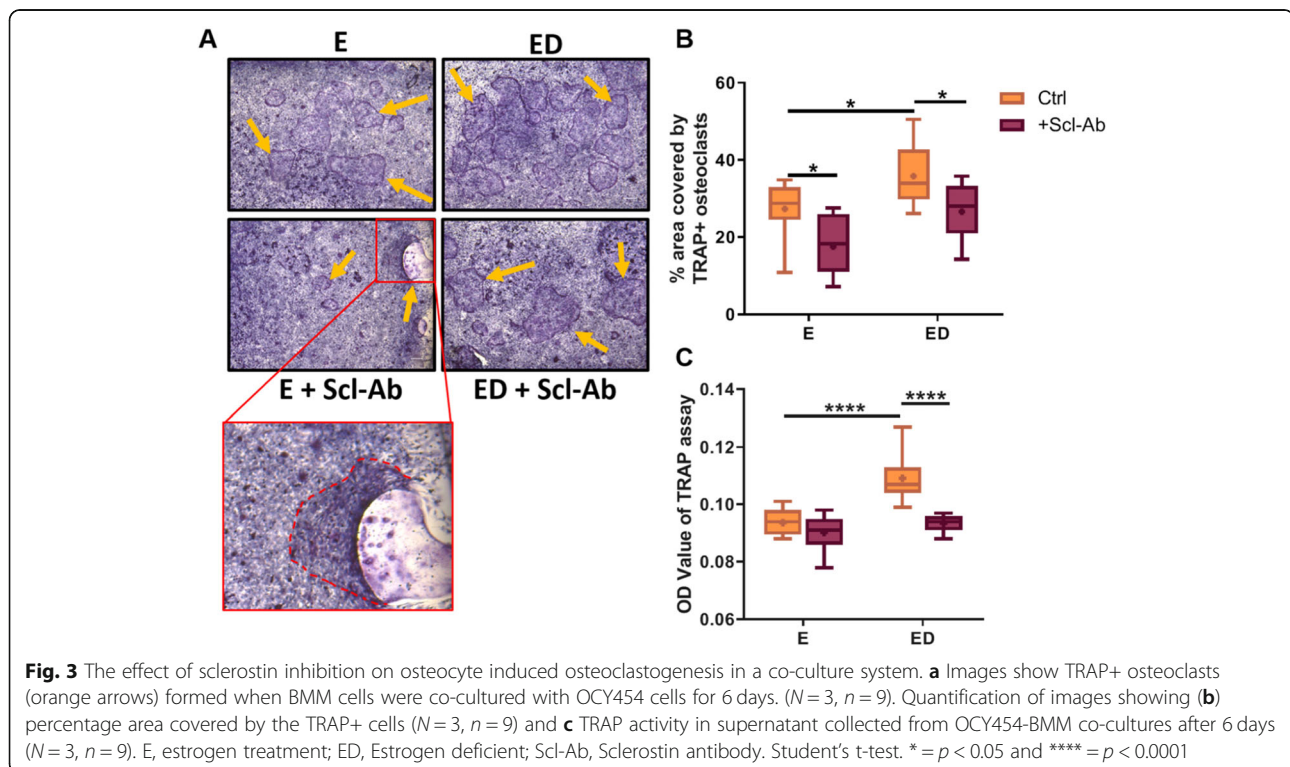 A
E
ED
E + Scl-Ab
ED + Scl-Ab
B
% area covered by
TRAP+ osteoclasts
60
40
20
0
*
*
*
E
ED
Ctrl
+Scl-Ab
C
OD Value of TRAP assay
0.14
0.12
0.10
0.08
0.06
****
****
E
ED
Fig. 3 The effect of sclerostin inhibition on osteocyte induced osteoclastogenesis in a co-culture system. a Images show TRAP+ osteoclasts
(orange arrows) formed when BMM cells were co-cultured with OCY454 cells for 6 days. (N = 3, n = 9). Quantification of images showing (b)
percentage area covered by the TRAP+ cells (N = 3, n = 9) and c TRAP activity in supernatant collected from OCY454-BMM co-cultures after 6 days
(N = 3, n = 9). E, estrogen treatment; ED, Estrogen deficient; Scl-Ab, Sclerostin antibody. Student's t-test. * = p < 0.05 and **** = p < 0.0001